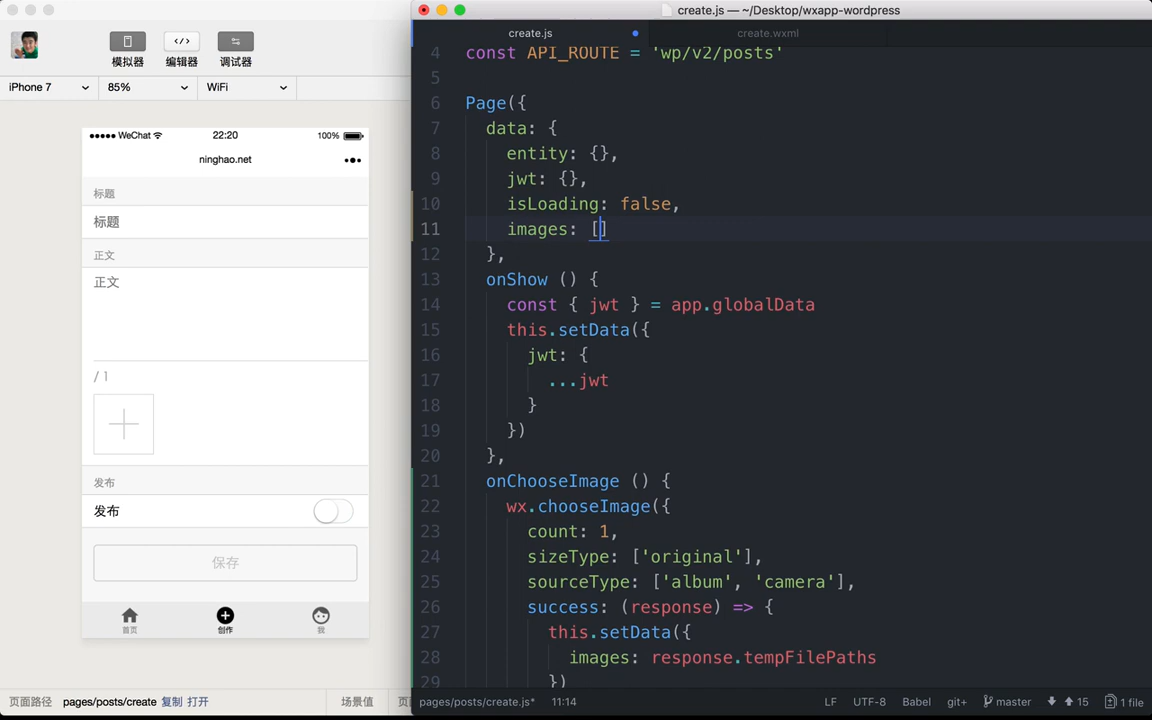 模拟器
编辑器
调试器
iPhone 7
85%
WiFi
WeChat
22:20
100%
ninghao.net
标题
标题
正文
正文
/ 1
发布
发布
保存
首页
创作
我
页面路径 pages/posts/create 复制 打开
场景值
页
create.js — ~/Desktop/wxapp-wordpress
create.js
create.wxml
4 const API_ROUTE = 'wp/v2/posts'
5
6 Page({
7 data: {
8 entity: {},
9 jwt: {},
10 isLoading: false,
11 images: []
12 },
13 onShow () {
14 const { jwt } = app.globalData
15 this.setData({
16 jwt: {
17 ...jwt
18 }
19 })
20 },
21 onChooseImage () {
22 wx.chooseImage({
23 count: 1,
24 sizeType: ['original'],
25 sourceType: ['album', 'camera'],
26 success: (response) => {
27 this.setData({
28 images: response.tempFilePaths
29 })
pages/posts/create.js* 11:14 LF UTF-8 Babel git+ master 15 1 file